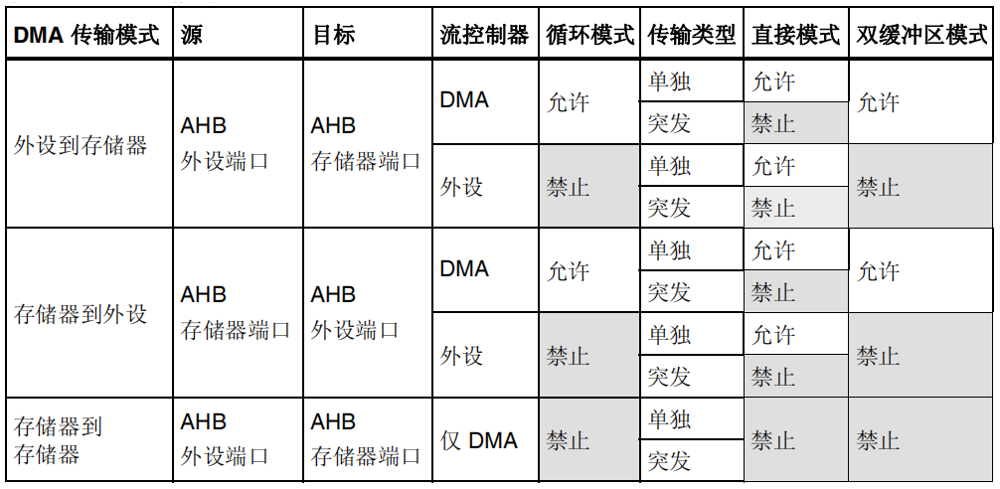 DMA 传输模式 源 目标 流控制器 循环模式 传输类型 直接模式 双缓冲区模式
外设到存储器
AHB
外设端口
AHB
存储器端口
DMA
允许
单独
允许
允许
突发
禁止
外设
禁止
单独
允许
禁止
突发
禁止
存储器到外设
AHB
存储器端口
AHB
外设端口
DMA
允许
单独
允许
允许
突发
禁止
外设
禁止
单独
允许
禁止
突发
禁止
存储器到
存储器
AHB
外设端口
AHB
存储器端口
仅 DMA
禁止
单独
禁止
禁止
突发